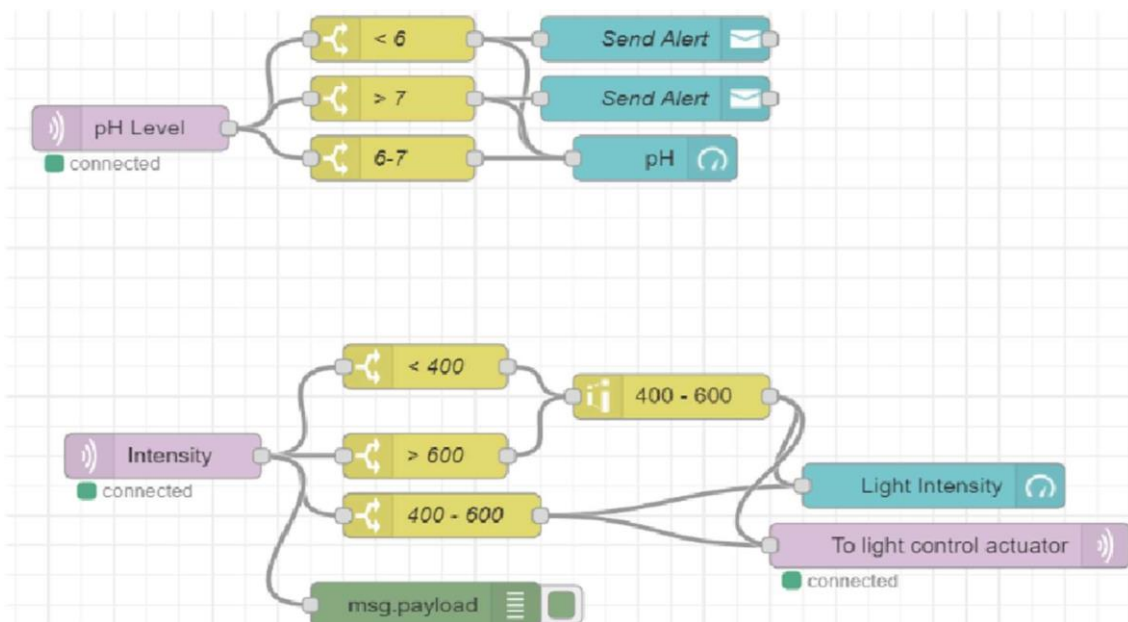 < 6
Send Alert
> 7
Send Alert
pH Level
connected
6-7
pH
< 400
400 - 600
Intensity
connected
> 600
Light Intensity
400 - 600
To light control actuator
connected
msg.payload